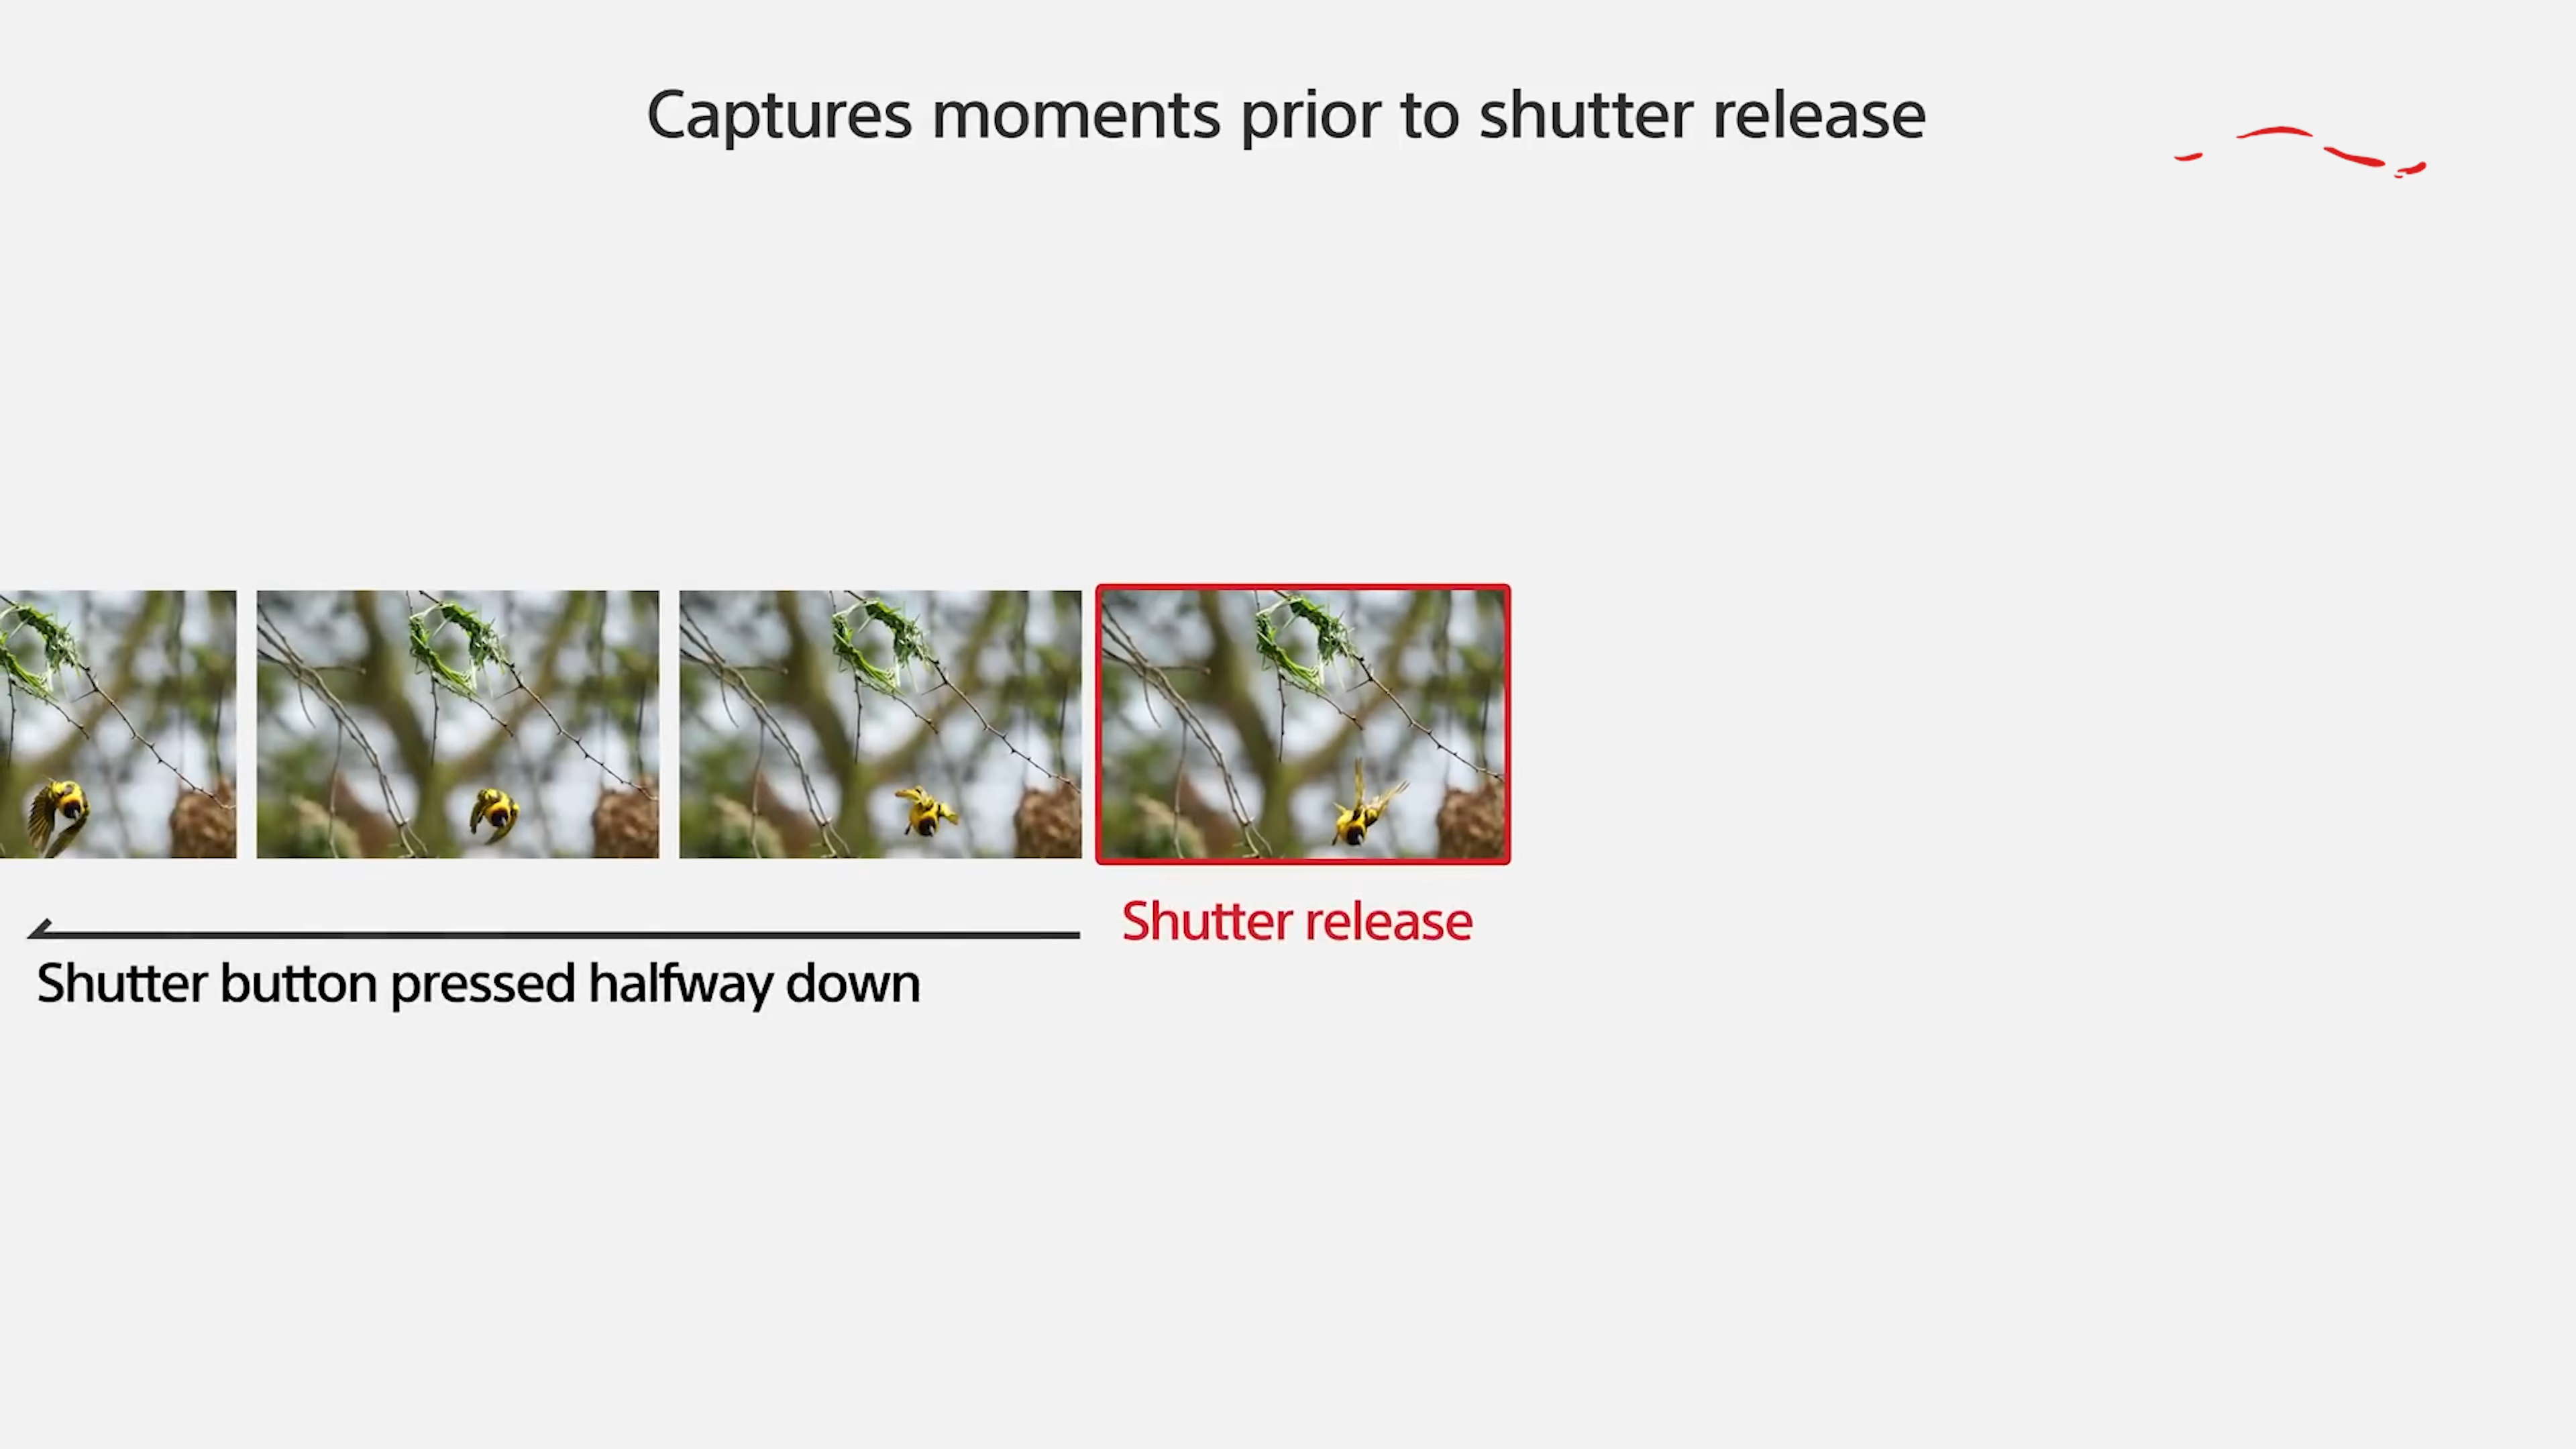 Captures moments prior to shutter release
Shutter release
Shutter button pressed halfway down